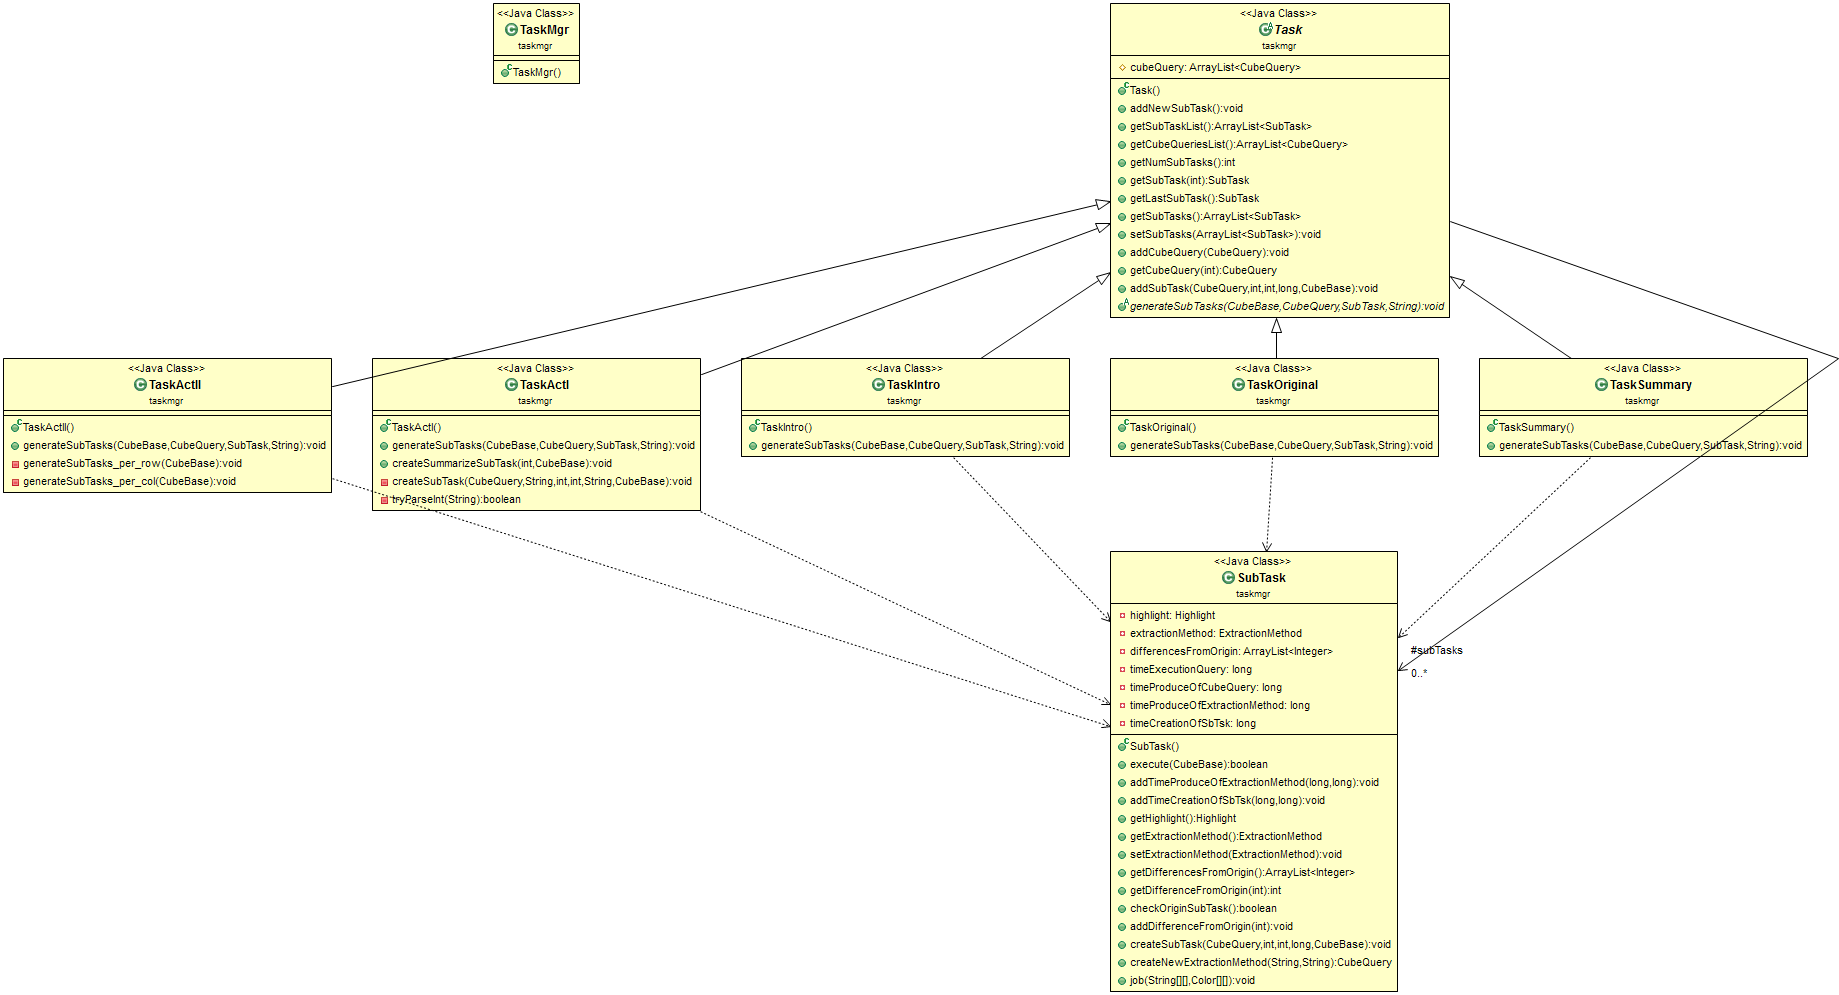 <<Java Class>>
TaskMgr
taskmgr
TaskMgr()
<<Java Class>>
Task
taskmgr
cubeQuery: ArrayList<CubeQuery>
Task()
addNewSubTask():void
getSubTaskList():ArrayList<SubTask>
getCubeQueriesList():ArrayList<CubeQuery>
getNumSubTasks():int
getSubTask(int):SubTask
getLastSubTask():SubTask
getSubTasks():ArrayList<SubTask>
setSubTasks(ArrayList<SubTask>):void
addCubeQuery(CubeQuery):void
getCubeQuery(int):CubeQuery
addSubTask(CubeQuery,int,int,long,CubeBase):void
generateSubTasks(CubeBase,CubeQuery,SubTask,String):void
<<Java Class>>
TaskActII
taskmgr
TaskActII()
generateSubTasks(CubeBase,CubeQuery,SubTask,String):void
generateSubTasks_per_row(CubeBase):void
generateSubTasks_per_col(CubeBase):void
<<Java Class>>
TaskActI
taskmgr
TaskActI()
generateSubTasks(CubeBase,CubeQuery,SubTask,String):void
createSummarizeSubTask(int,CubeBase):void
createSubTask(CubeQuery,String,int,int,String,CubeBase):void
tryParseInt(String):boolean
<<Java Class>>
TaskIntro
taskmgr
TaskIntro()
generateSubTasks(CubeBase,CubeQuery,SubTask,String):void
<<Java Class>>
TaskOriginal
taskmgr
TaskOriginal()
generateSubTasks(CubeBase,CubeQuery,SubTask,String):void
<<Java Class>>
TaskSummary
taskmgr
TaskSummary()
generateSubTasks(CubeBase,CubeQuery,SubTask,String):void
<<Java Class>>
SubTask
taskmgr
highlight: Highlight
extractionMethod: ExtractionMethod
differencesFromOrigin: ArrayList<Integer>
timeExecutionQuery: long
timeProduceOfCubeQuery: long
timeProduceOfExtractionMethod: long
timeCreationOfSbTsk: long
SubTask()
execute(CubeBase):boolean
addTimeProduceOfExtractionMethod(long,long):void
addTimeCreationOfSbTsk(long,long):void
getHighlight():Highlight
getExtractionMethod():ExtractionMethod
setExtractionMethod(ExtractionMethod):void
getDifferencesFromOrigin():ArrayList<Integer>
getDifferenceFromOrigin(int):int
checkOriginSubTask():boolean
addDifferenceFromOrigin(int):void
createSubTask(CubeQuery,int,int,long,CubeBase):void
createNewExtractionMethod(String,String):CubeQuery
job(String[][],Color[][]):void
#subTasks
0..*